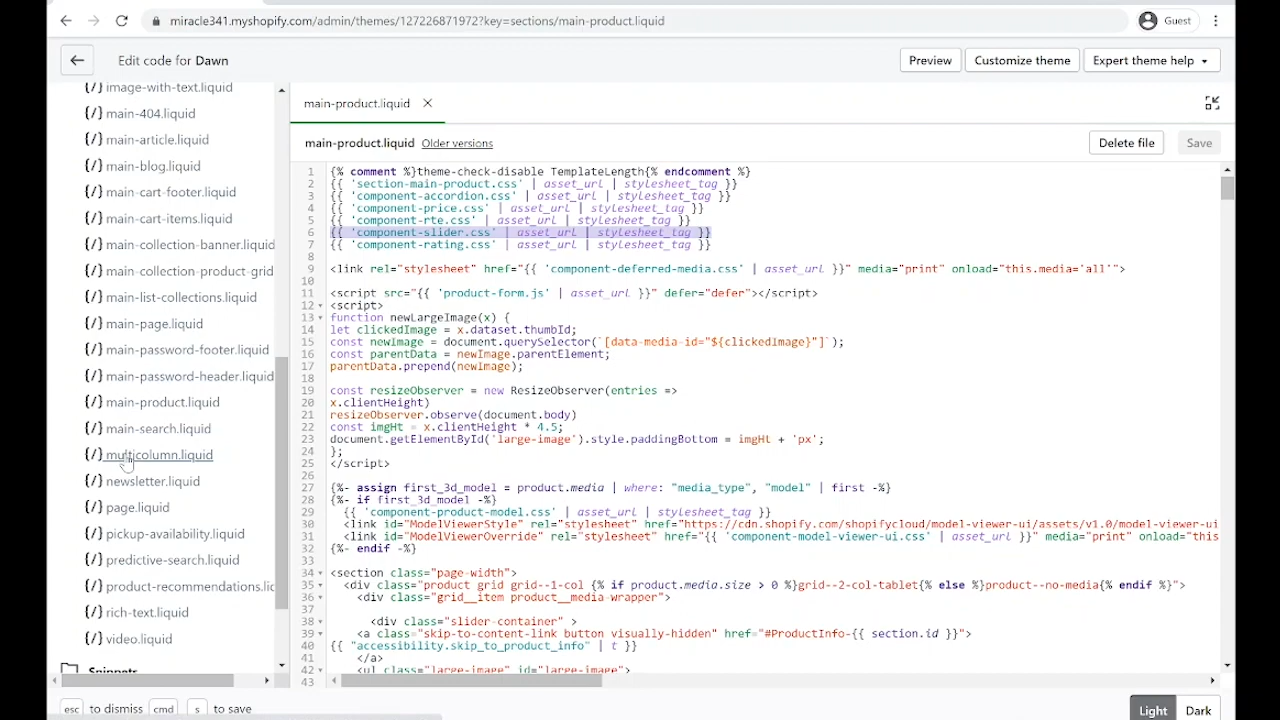 miracle341.myshopify.com/admin/themes/127226871972?key=sections/main-product.liquid
Guest
Edit code for Dawn
Preview
Customize theme
Expert theme help
image-with-text.liquid
{/} main-404.liquid
{/} main-article.liquid
{/} main-blog.liquid
{/} main-cart-footer.liquid
{/} main-cart-items.liquid
{/} main-collection-banner.liquid
{/} main-collection-product-grid
{/} main-list-collections.liquid
{/} main-page.liquid
{/} main-password-footer.liquid
{/} main-password-header.liquid
{/} main-product.liquid
{/} main-search.liquid
{/} multicolumn.liquid
{/} newsletter.liquid
{/} page.liquid
{/} pickup-availability.liquid
{/} predictive-search.liquid
{/} product-recommendations.lic
{/} rich-text.liquid
{/} video.liquid
Snippets
main-product.liquid
main-product.liquid Older versions
Delete file
Save
1 {% comment %}theme-check-disable TemplateLength{% endcomment %}
2 {{ 'section-main-product.css' | asset_url | stylesheet_tag }}
3 {{ 'component-accordion.css' | asset_url | stylesheet_tag }}
4 {{ 'component-price.css' | asset_url | stylesheet_tag }}
5 {{ 'component-rte.css' | asset_url | stylesheet_tag }}
6 {{ 'component-slider.css' | asset_url | stylesheet_tag }}
7 {{ 'component-rating.css' | asset_url | stylesheet_tag }}
8
9 <link rel="stylesheet" href="{{ 'component-deferred-media.css' | asset_url }}" media="print" onload="this.media='all'">
10
11 <script src="{{ 'product-form.js' | asset_url }}" defer="defer"></script>
12 <script>
13 function newLargeImage(x) {
14 let clickedImage = x.dataset.thumbId;
15 const newImage = document.querySelector(`[data-media-id="${clickedImage}"]`);
16 const parentData = newImage.parentElement;
17 parentData.prepend(newImage);
18
19 const resizeObserver = new ResizeObserver(entries =>
20 x.clientHeight)
21 resizeObserver.observe(document.body)
22 const imgHt = x.clientHeight * 4.5;
23 document.getElementById('large-image').style.paddingBottom = imgHt + 'px';
24 };
25 </script>
26
27 {%- assign first_3d_model = product.media | where: "media_type", "model" | first -%}
28 {%- if first_3d_model -%}
29 {{ 'component-product-model.css' | asset_url | stylesheet_tag }}
30 <link id="ModelViewerStyle" rel="stylesheet" href="https://cdn.shopify.com/shopifycloud/model-viewer-ui/assets/v1.0/model-viewer-ui
31 <link id="ModelViewerOverride" rel="stylesheet" href="{{ 'component-model-viewer-ui.css' | asset_url }}" media="print" onload="this
32 {%- endif -%}
33
34 <section class="page-width">
35 <div class="product grid grid--1-col {% if product.media.size > 0 %}grid--2-col-tablet{% else %}product--no-media{% endif %}">
36 <div class="grid__item product__media-wrapper">
37
38 <div class="slider-container" >
39 <a class="skip-to-content-link button visually-hidden" href="#ProductInfo-{{ section.id }}">
40 {{ "accessibility.skip_to_product_info" | t }}
41 </a>
42 <ul class="large-image" id="large-image">
43
esc to dismiss cmd s to save
Light
Dark